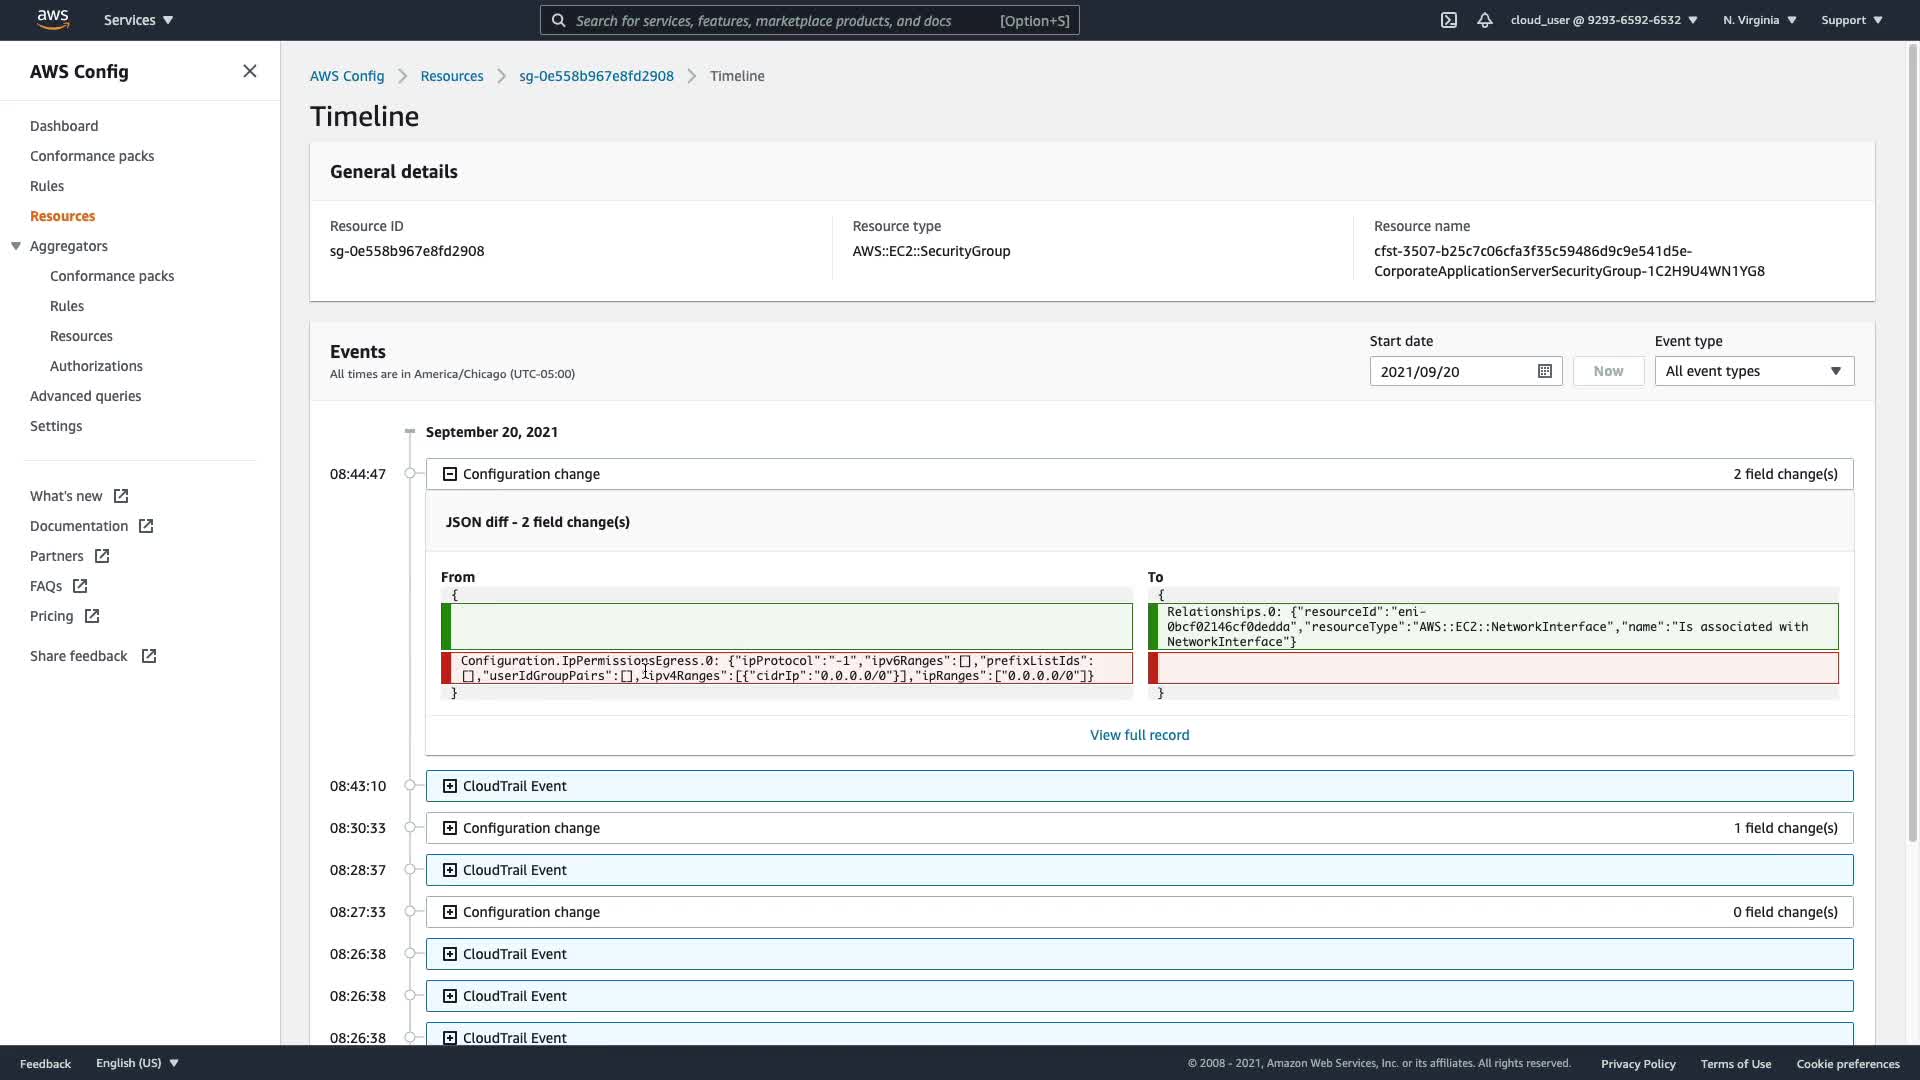 aws
Services
Search for services, features, marketplace products, and docs
[Option+S]
cloud_user @ 9293-6592-6532
N. Virginia
Support
AWS Config
Dashboard
Conformance packs
Rules
Resources
Aggregators
Conformance packs
Rules
Resources
Authorizations
Advanced queries
Settings
What's new
Documentation
Partners
FAQs
Pricing
Share feedback
AWS Config
Resources
sg-0e558b967e8fd2908
Timeline
Timeline
General details
Resource ID
sg-0e558b967e8fd2908
Resource type
AWS::EC2::SecurityGroup
Resource name
cfst-3507-b25c7c06cfa3f35c59486d9c9e541d5e-
CorporateApplicationServerSecurityGroup-1C2H9U4WN1YG8
Events
All times are in America/Chicago (UTC-05:00)
Start date
2021/09/20
Now
Event type
All event types
September 20, 2021
08:44:47
Configuration change
2 field change(s)
JSON diff - 2 field change(s)
From
{
Configuration.IpPermissionsEgress.0: {"ipProtocol":"-1","ipv6Ranges":[],"prefixListIds":
[],"userIdGroupPairs":[],"ipv4Ranges":[{"cidrIp":"0.0.0.0/0"}],"ipRanges":["0.0.0.0/0"]}
}
To
{
Relationships.0: {"resourceId":"eni-
0bcf02146cf0dedda","resourceType":"AWS::EC2::NetworkInterface","name":"Is associated with
NetworkInterface"}
}
View full record
08:43:10
CloudTrail Event
08:30:33
Configuration change
1 field change(s)
08:28:37
CloudTrail Event
08:27:33
Configuration change
0 field change(s)
08:26:38
CloudTrail Event
08:26:38
CloudTrail Event
08:26:38
CloudTrail Event
Feedback
English (US)
© 2008 - 2021, Amazon Web Services, Inc. or its affiliates. All rights reserved.
Privacy Policy
Terms of Use
Cookie preferences